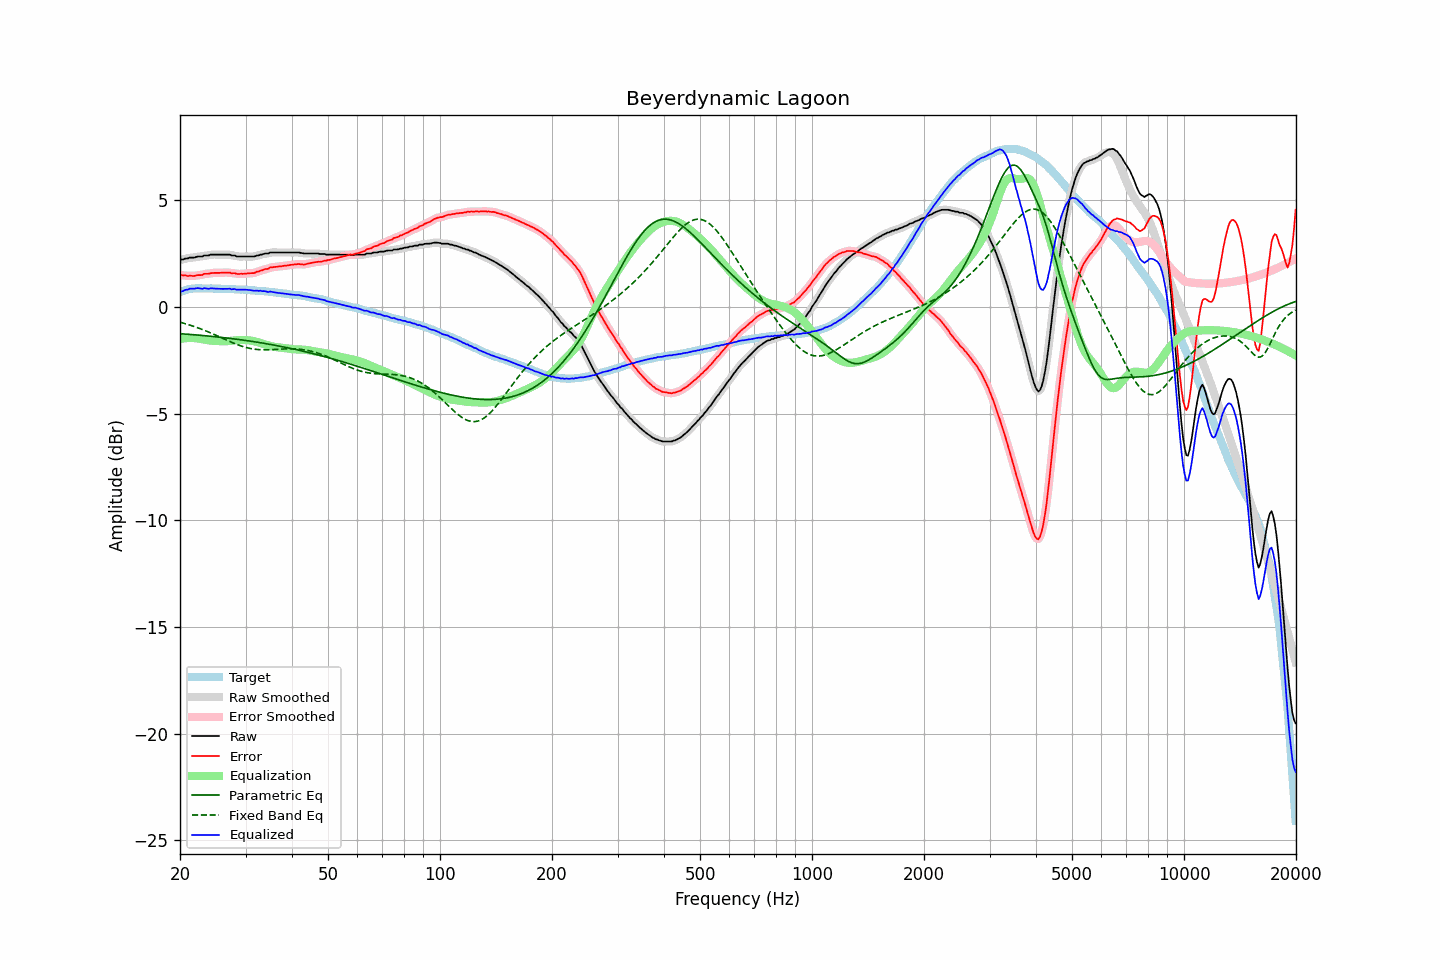 Beyerdynamic Lagoon
Amplitude (dBr)
5
0
−5
−10
−15
−20
−25
Target
Raw Smoothed
Error Smoothed
Raw
Error
Equalization
Parametric Eq
Fixed Band Eq
Equalized
20 50 100 200 500 1000 2000 5000 10000 20000
Frequency (Hz)